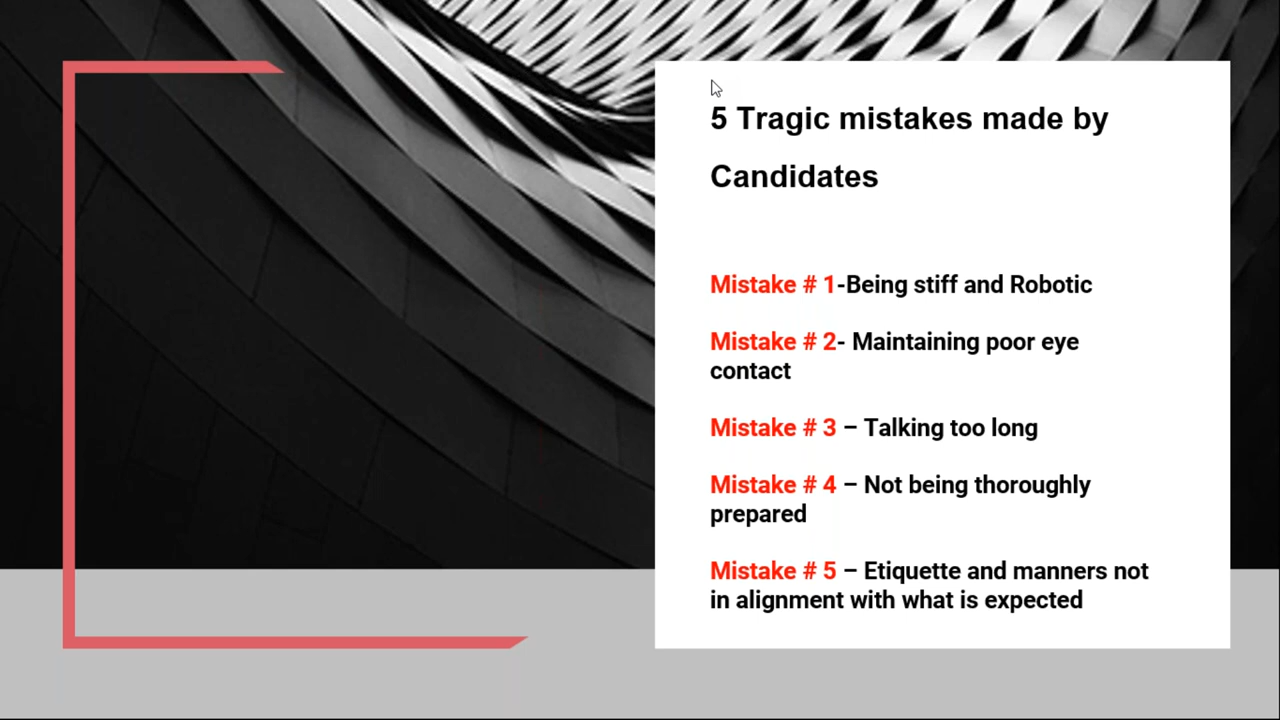 5 Tragic mistakes made by
Candidates
Mistake # 1-Being stiff and Robotic
Mistake # 2- Maintaining poor eye
contact
Mistake # 3 – Talking too long
Mistake # 4 – Not being thoroughly
prepared
Mistake # 5 – Etiquette and manners not
in alignment with what is expected